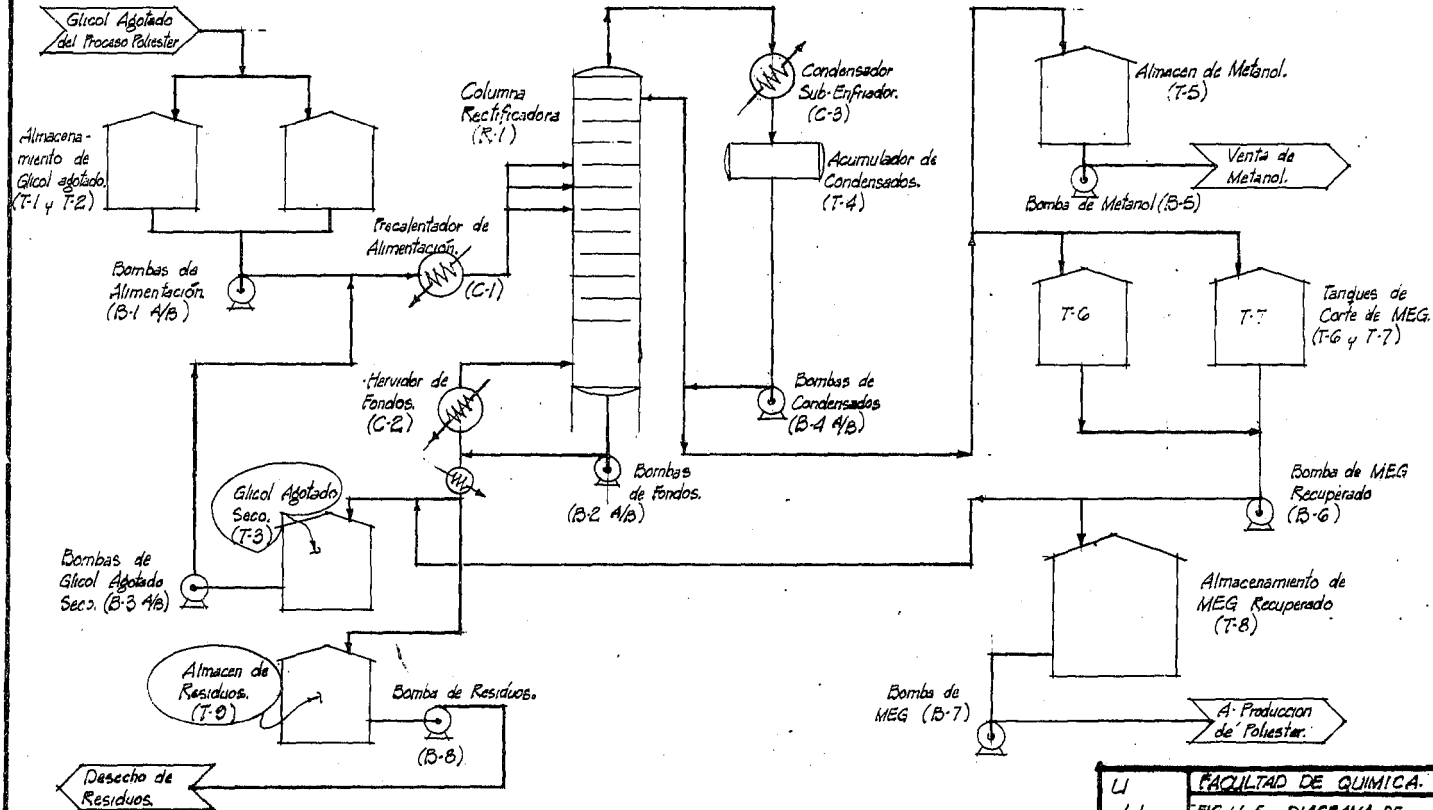 Glicol Agotado
del Proceso Poliester
Almacena-
miento de
Glicol agotado.
(T-1 y T-2)
Bombas de
Alimentación
(B-1 A/B)
Columna
Rectificadora
(R-1)
Precalentador de
Alimentación.
(C-1)
Hervidor de
Fondos.
(C-2)
Condensador
Sub-Enfriador.
(C-3)
Acumulador de
Condensados.
(T-4)
Bombas de
Condensados
(B-4 A/B)
Bombas
de Fondos.
(B-2 A/B)
Glicol Agotado
Seco.
(T-3)
Bombas de
Glicol Agotado
Seco. (B-3 A/B)
Almacen de
Residuos.
(T-9)
Bomba de Residuos.
(B-8)
Desecho de
Residuos.
Almacen de Metanol.
(T-5)
Venta de
Metanol.
Bomba de Metanol (B-5)
T-6
T-7
Tanques de
Corte de MEG.
(T-6 y T-7)
Bomba de MEG
Recuperado
(B-6)
Almacenamiento de
MEG Recuperado
(T-8)
Bomba de
MEG (B-7)
A Produccion
de Poliester.
U
FACULTAD DE QUIMICA.
DIAGRAMA DE